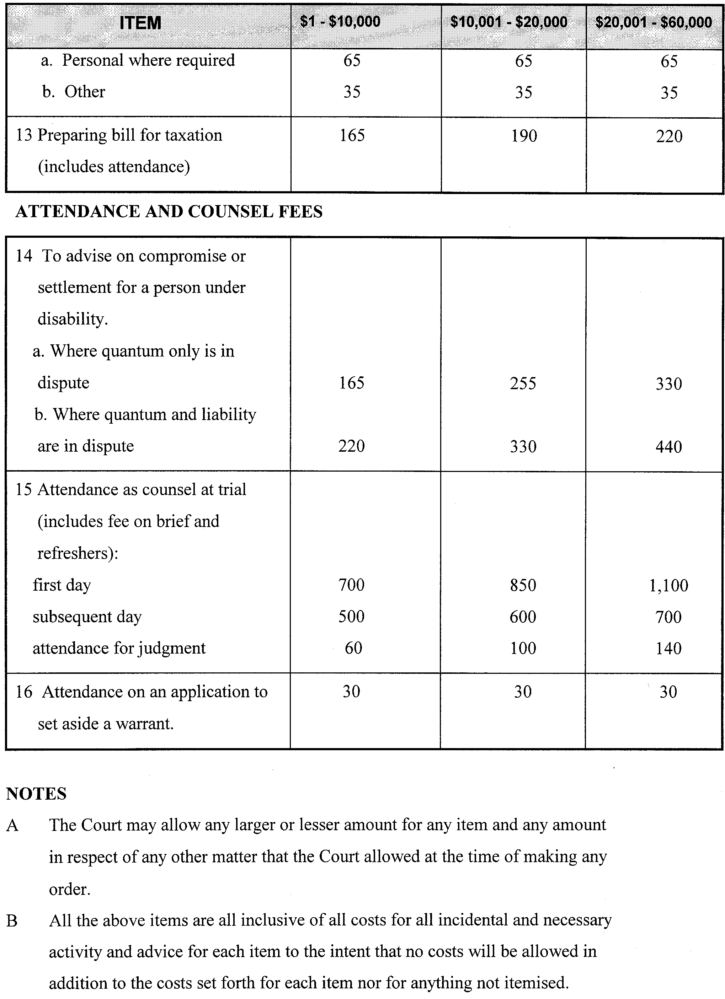 ITEM $1 - $10,000 $10,001 - $20,000 $20,001 - $60,000
a. Personal where required 65 65 65
b. Other 35 35 35
13 Preparing bill for taxation 165 190 220
(includes attendance)
ATTENDANCE AND COUNSEL FEES
14 To advise on compromise or
settlement for a person under
disability.
a. Where quantum only is in
dispute 165 255 330
b. Where quantum and liability
are in dispute 220 330 440
15 Attendance as counsel at trial
(includes fee on brief and
refreshers):
first day 700 850 1,100
subsequent day 500 600 700
attendance for judgment 60 100 140
16 Attendance on an application to 30 30 30
set aside a warrant.
NOTES
A The Court may allow any larger or lesser amount for any item and any amount
in respect of any other matter that the Court allowed at the time of making any
order.
B All the above items are all inclusive of all costs for all incidental and necessary
activity and advice for each item to the intent that no costs will be allowed in
addition to the costs set forth for each item nor for anything not itemised.